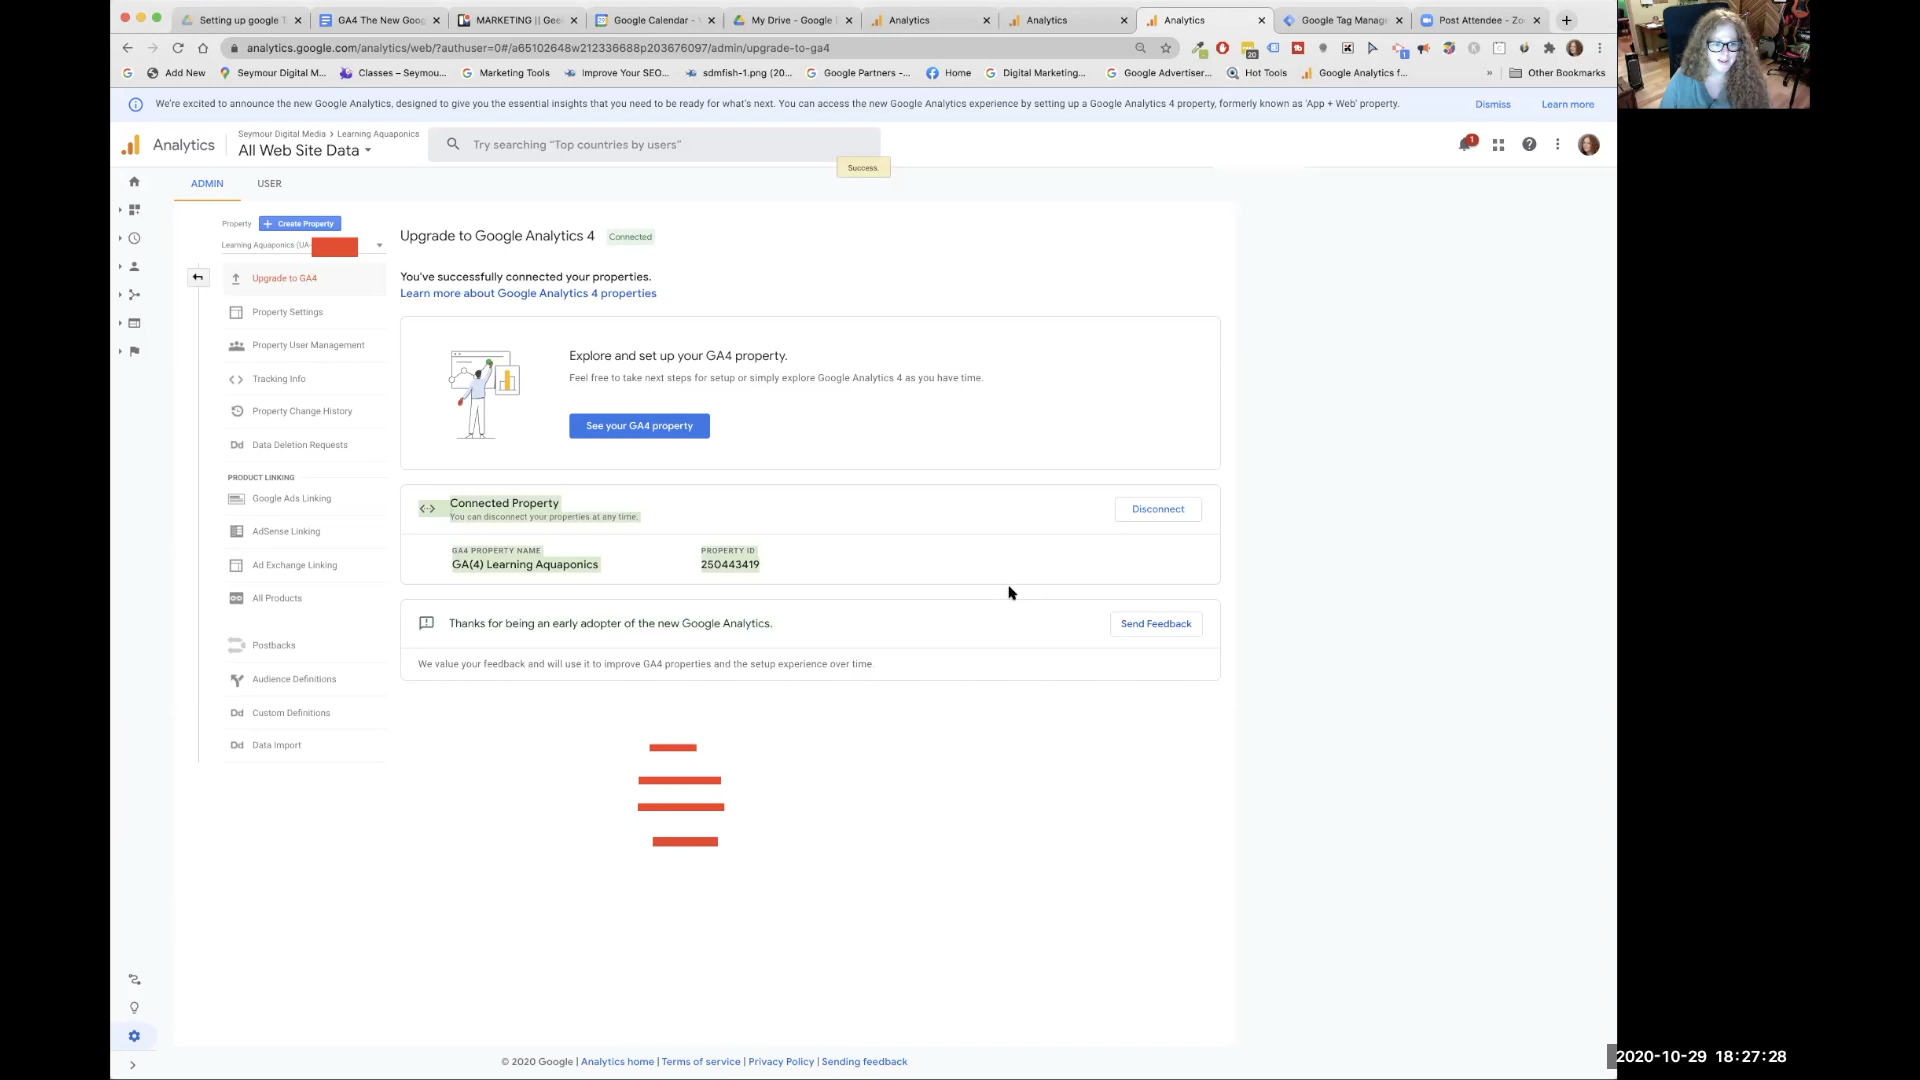 Setting up google T
GA4 The New Goog
MARKETING || Gee
Google Calendar -
My Drive - Google
Analytics
Analytics
Analytics
Google Tag Manag
Post Attendee - Zo
analytics.google.com/analytics/web/?authuser=0#/a65102648w212336688p203676097/admin/upgrade-to-ga4
Add New
Seymour Digital M...
Classes – Seymou...
Marketing Tools
Improve Your SEO...
sdmfish-1.png (20...
Google Partners -...
Home
Digital Marketing...
Google Advertiser...
Hot Tools
Google Analytics f...
»
Other Bookmarks
We're excited to announce the new Google Analytics, designed to give you the essential insights that you need to be ready for what's next. You can access the new Google Analytics experience by setting up a Google Analytics 4 property, formerly known as 'App + Web' property.
Dismiss
Learn more
Analytics
Seymour Digital Media > Learning Aquaponics
All Web Site Data
Try searching "Top countries by users"
1
Success.
ADMIN
USER
Property
+ Create Property
Learning Aquaponics (UA-
Upgrade to GA4
Property Settings
Property User Management
Tracking Info
Property Change History
Dd Data Deletion Requests
PRODUCT LINKING
Google Ads Linking
AdSense Linking
Ad Exchange Linking
All Products
Postbacks
Audience Definitions
Dd Custom Definitions
Dd Data Import
Upgrade to Google Analytics 4
Connected
You've successfully connected your properties.
Learn more about Google Analytics 4 properties
Explore and set up your GA4 property.
Feel free to take next steps for setup or simply explore Google Analytics 4 as you have time.
See your GA4 property
Connected Property
You can disconnect your properties at any time.
Disconnect
GA4 PROPERTY NAME
GA(4) Learning Aquaponics
PROPERTY ID
250443419
Thanks for being an early adopter of the new Google Analytics.
Send Feedback
We value your feedback and will use it to improve GA4 properties and the setup experience over time.
© 2020 Google | Analytics home | Terms of service | Privacy Policy | Sending feedback
2020-10-29 18:27:28